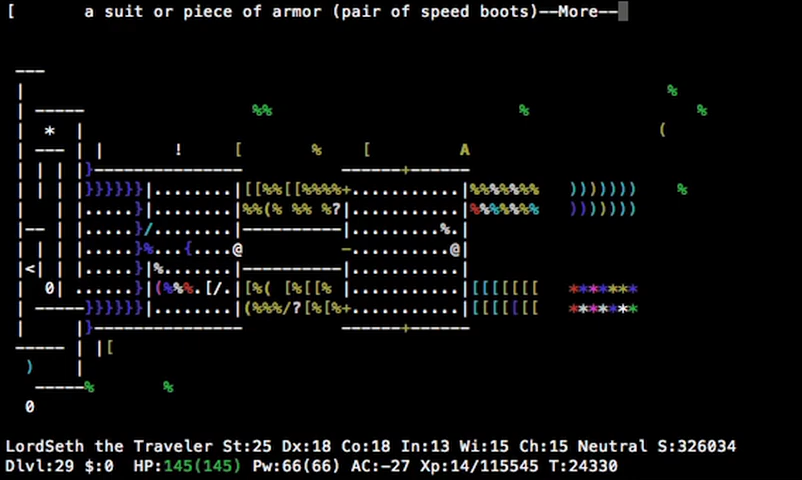 [ a suit or piece of armor (pair of speed boots)--More--
LordSeth the Traveler St:25 Dx:18 Co:18 In:13 Wi:15 Ch:15 Neutral S:326034
Dlvl:29 $:0 HP:145(145) Pw:66(66) AC:-27 Xp:14/115545 T:24330